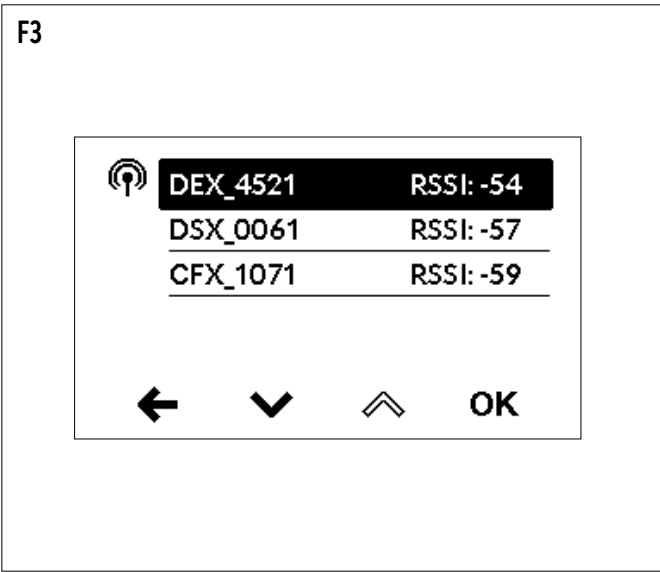 F3
DEX_4521 RSSI: -54
DSX_0061 RSSI: -57
CFX_1071 RSSI: -59
OK